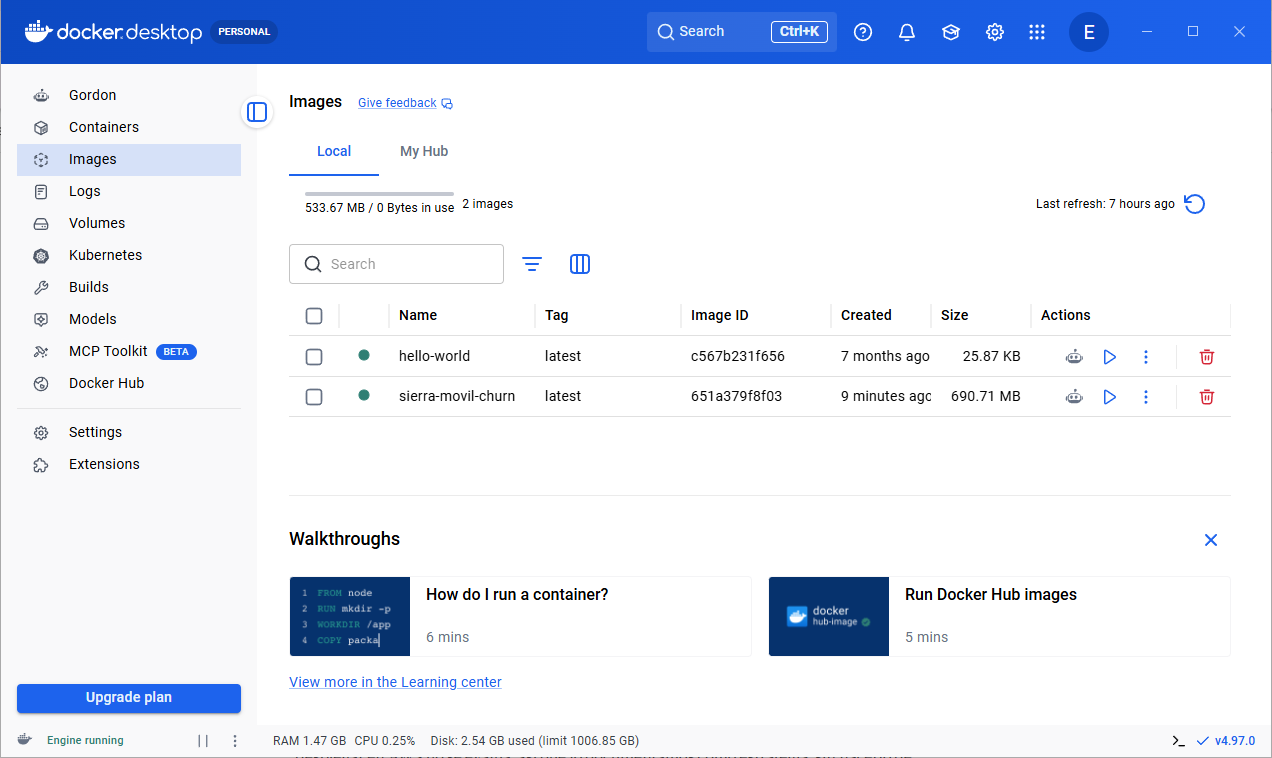 docker.desktop PERSONAL Search Ctrl+K E
Gordon
Containers
Images
Logs
Volumes
Kubernetes
Builds
Models
MCP Toolkit BETA
Docker Hub
Settings
Extensions
Upgrade plan
Images Give feedback
Local My Hub
533.67 MB / 0 Bytes in use 2 images Last refresh: 7 hours ago
Search
Name Tag Image ID Created Size Actions
hello-world latest c567b231f656 7 months ago 25.87 KB
sierra-movil-churn latest 651a379f8f03 9 minutes ago 690.71 MB
Walkthroughs
1 FROM node
2 RUN mkdir -p
3 WORKDIR /app
4 COPY packa
How do I run a container?
6 mins
docker
hub-image
Run Docker Hub images
5 mins
View more in the Learning center
Engine running RAM 1.47 GB CPU 0.25% Disk: 2.54 GB used (limit 1006.85 GB) v4.97.0